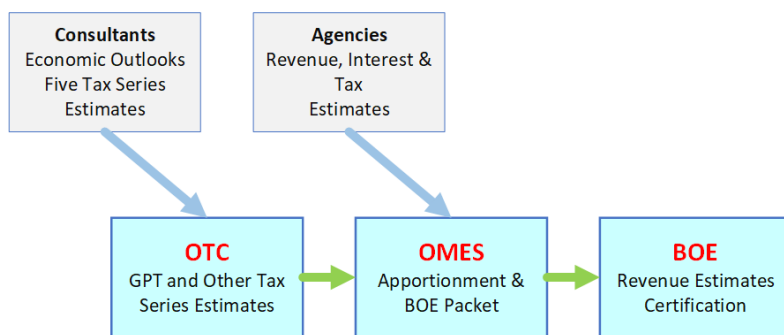 Consultants
Economic Outlooks
Five Tax Series
Estimates
Agencies
Revenue, Interest &
Tax
Estimates
OTC
GPT and Other Tax
Series Estimates
OMES
Apportionment &
BOE Packet
BOE
Revenue Estimates
Certification